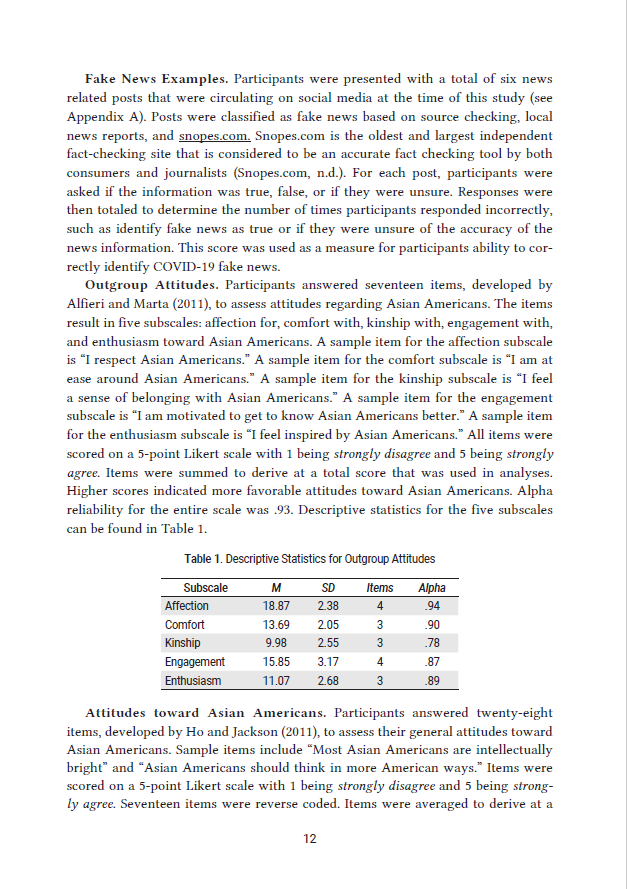 Fake News Examples. Participants were presented with a total of six news
related posts that were circulating on social media at the time of this study (see
Appendix A). Posts were classified as fake news based on source checking, local
news reports, and snopes.com. Snopes.com is the oldest and largest independent
fact-checking site that is considered to be an accurate fact checking tool by both
consumers and journalists (Snopes.com, n.d.). For each post, participants were
asked if the information was true, false, or if they were unsure. Responses were
then totaled to determine the number of times participants responded incorrectly,
such as identify fake news as true or if they were unsure of the accuracy of the
news information. This score was used as a measure for participants ability to cor-
rectly identify COVID-19 fake news.
Outgroup Attitudes. Participants answered seventeen items, developed by
Alfieri and Marta (2011), to assess attitudes regarding Asian Americans. The items
result in five subscales: affection for, comfort with, kinship with, engagement with,
and enthusiasm toward Asian Americans. A sample item for the affection subscale
is “I respect Asian Americans.” A sample item for the comfort subscale is “I am at
ease around Asian Americans.” A sample item for the kinship subscale is “I feel
a sense of belonging with Asian Americans.” A sample item for the engagement
subscale is “I am motivated to get to know Asian Americans better.” A sample item
for the enthusiasm subscale is “I feel inspired by Asian Americans.” All items were
scored on a 5-point Likert scale with 1 being strongly disagree and 5 being strongly
agree. Items were summed to derive at a total score that was used in analyses.
Higher scores indicated more favorable attitudes toward Asian Americans. Alpha
reliability for the entire scale was .93. Descriptive statistics for the five subscales
can be found in Table 1.
Table 1. Descriptive Statistics for Outgroup Attitudes
Subscale M SD Items Alpha
Affection 18.87 2.38 4 .94
Comfort 13.69 2.05 3 .90
Kinship 9.98 2.55 3 .78
Engagement 15.85 3.17 4 .87
Enthusiasm 11.07 2.68 3 .89
Attitudes toward Asian Americans. Participants answered twenty-eight
items, developed by Ho and Jackson (2011), to assess their general attitudes toward
Asian Americans. Sample items include “Most Asian Americans are intellectually
bright” and “Asian Americans should think in more American ways.” Items were
scored on a 5-point Likert scale with 1 being strongly disagree and 5 being strong-
ly agree. Seventeen items were reverse coded. Items were averaged to derive at a
12